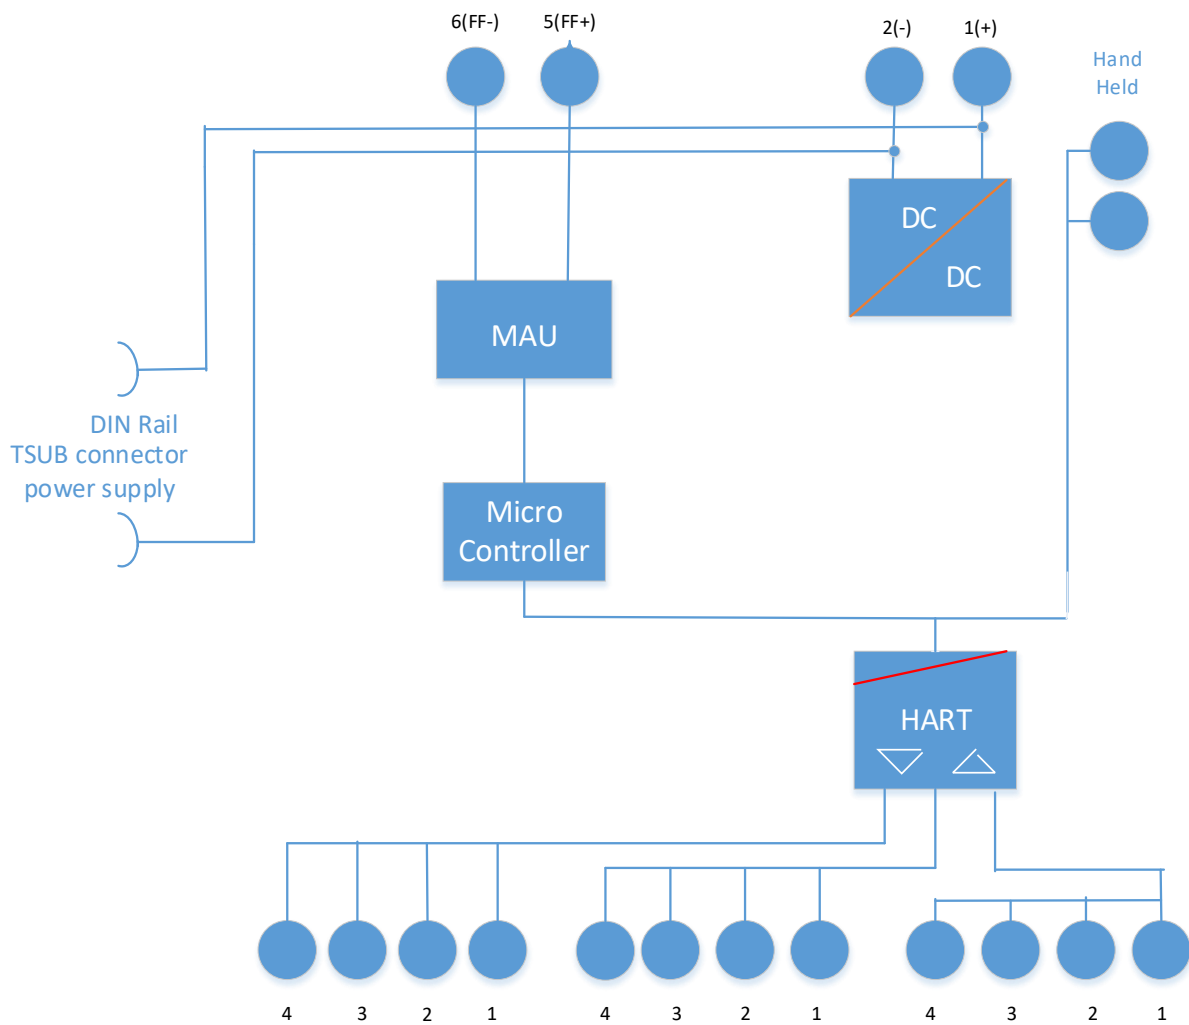 6(FF-) 5(FF+) 2(-) 1(+)
Hand
Held
DC
DC
MAU
DIN Rail
TSUB connector
power supply
Micro
Controller
HART
4 3 2 1 4 3 2 1 4 3 2 1